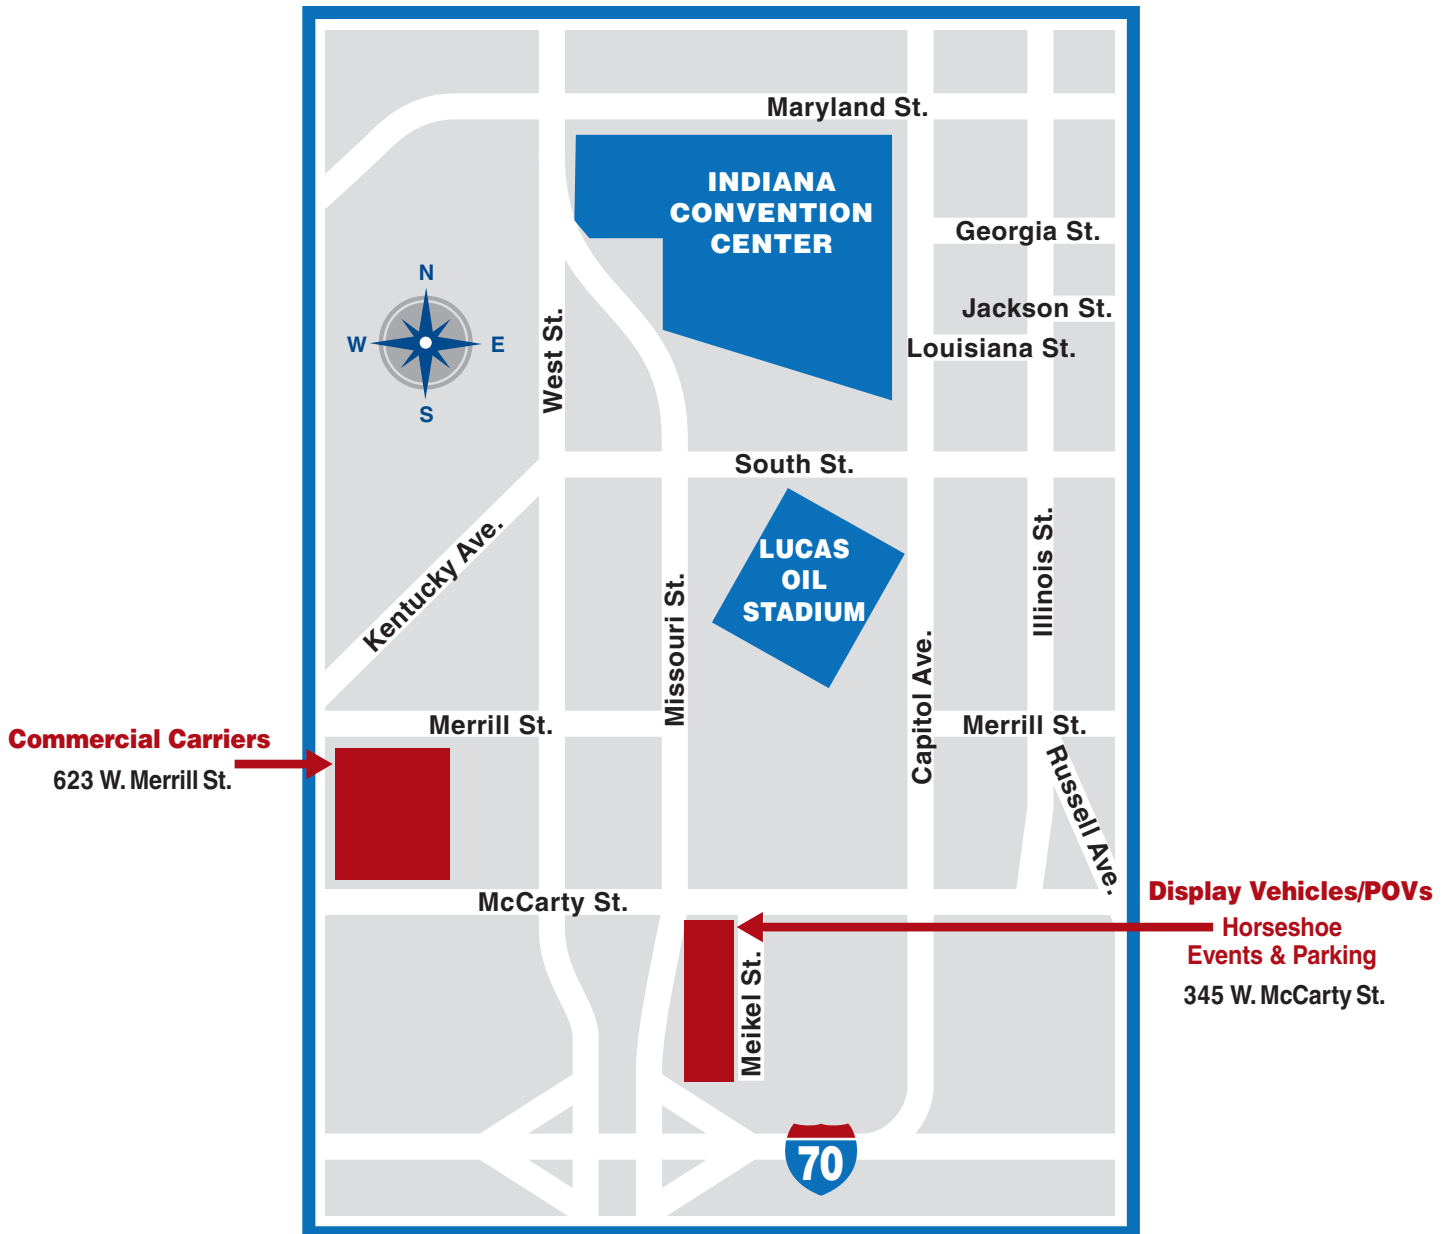 Maryland St.
INDIANA
CONVENTION
CENTER
Georgia St.
N
Jackson St.
W
E
West St.
Louisiana St.
S
South St.
Kentucky Ave.
LUCAS
OIL
STADIUM
Illinois St.
Missouri St.
Capitol Ave.
Merrill St.
Merrill St.
Commercial Carriers
623 W. Merrill St.
Russell Ave.
McCarty St.
Display Vehicles/POVs
Horseshoe
Events & Parking
345 W. McCarty St.
Meikel St.
70